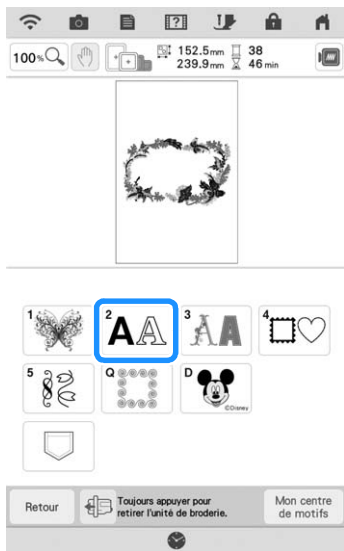 100%
152.5mm 38
239.9mm 46 min
1 2 AA 3 AA 4
5 Q D
©Disney
Retour
Toujours appuyer pour
retirer l'unité de broderie.
Mon centre
de motifs